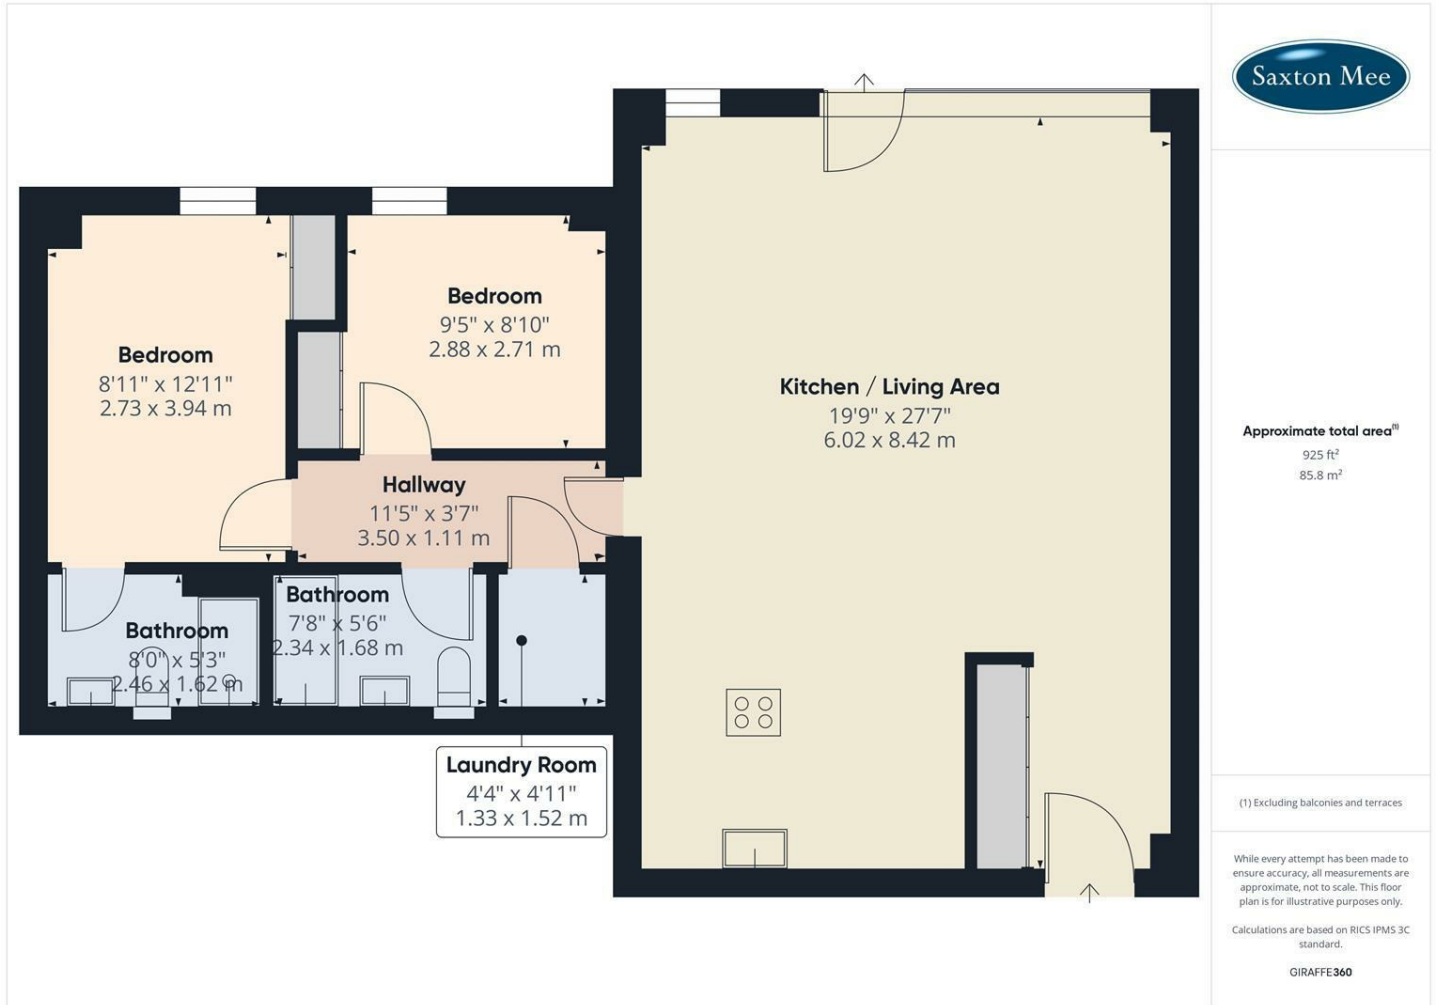 Saxton Mee
Bedroom
9'5" x 8'10"
2.88 x 2.71 m
Bedroom
8'11" x 12'11"
2.73 x 3.94 m
Kitchen / Living Area
19'9" x 27'7"
6.02 x 8.42 m
Hallway
11'5" x 3'7"
3.50 x 1.11 m
Bathroom
7'8" x 5'6"
2.34 x 1.68 m
Bathroom
8'0" x 5'3"
2.46 x 1.62 m
Laundry Room
4'4" x 4'11"
1.33 x 1.52 m
Approximate total area(1)
925 ft²
85.8 m²
(1) Excluding balconies and terraces
While every attempt has been made to
ensure accuracy, all measurements are
approximate, not to scale. This floor
plan is for illustrative purposes only.
Calculations are based on RICS IPMS 3C
standard.
GIRAFFE360